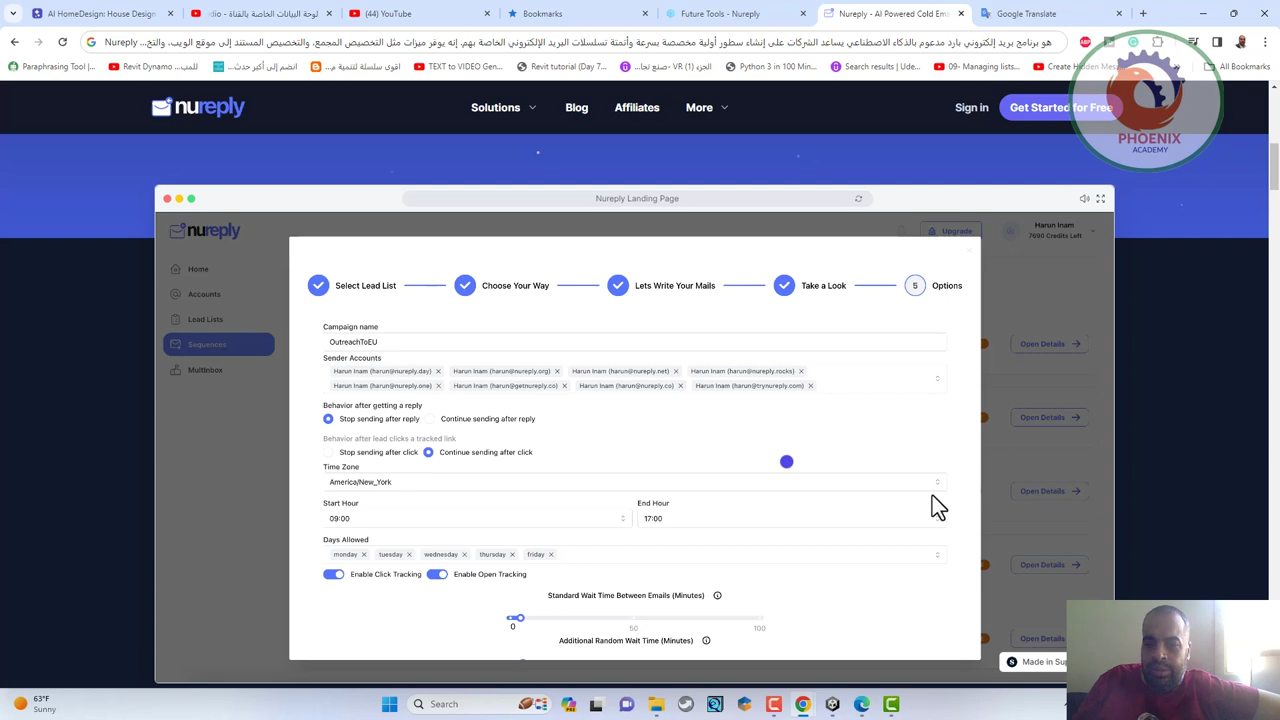 (44) YouTube
Bookmarks
Future Tools -
Nureply - AI Powered Cold Em
Google Translate
Paraphrasing Tool |...
Revit Dynamo
TEXT to VIDEO Gen...
Revit tutorial (Day 7...
Python 3 in 100 Min...
Search results | Ude...
09- Managing lists...
Create Hidden Mes
All Bookmarks
nureply
Solutions
Blog
Affiliates
More
Sign in
Get Started for Free
PHOENIX
ACADEMY
Nureply Landing Page
nureply
Upgrade
Harun Inam
7690 Credits Left
Home
Accounts
Lead Lists
Sequences
Multinbox
Select Lead List
Choose Your Way
Lets Write Your Mails
Take a Look
5
Options
Campaign name
OutreachToEU
Sender Accounts
Harun Inam (harun@nureply.day)
Harun Inam (harun@nureply.org)
Harun Inam (harun@nureply.net)
Harun Inam (harun@nureply.rocks)
Harun Inam (harun@nureply.one)
Harun Inam (harun@getnureply.co)
Harun Inam (harun@nureply.co)
Harun Inam (harun@trynureply.com)
Behavior after getting a reply
Stop sending after reply
Continue sending after reply
Behavior after lead clicks a tracked link
Stop sending after click
Continue sending after click
Time Zone
America/New_York
Start Hour
End Hour
09:00
17:00
Days Allowed
monday
tuesday
wednesday
thursday
friday
Enable Click Tracking
Enable Open Tracking
Standard Wait Time Between Emails (Minutes)
0
50
100
Additional Random Wait Time (Minutes)
Open Details
Open Details
Open Details
Open Details
Open Details
Made in Sup
63°F
Sunny
Search